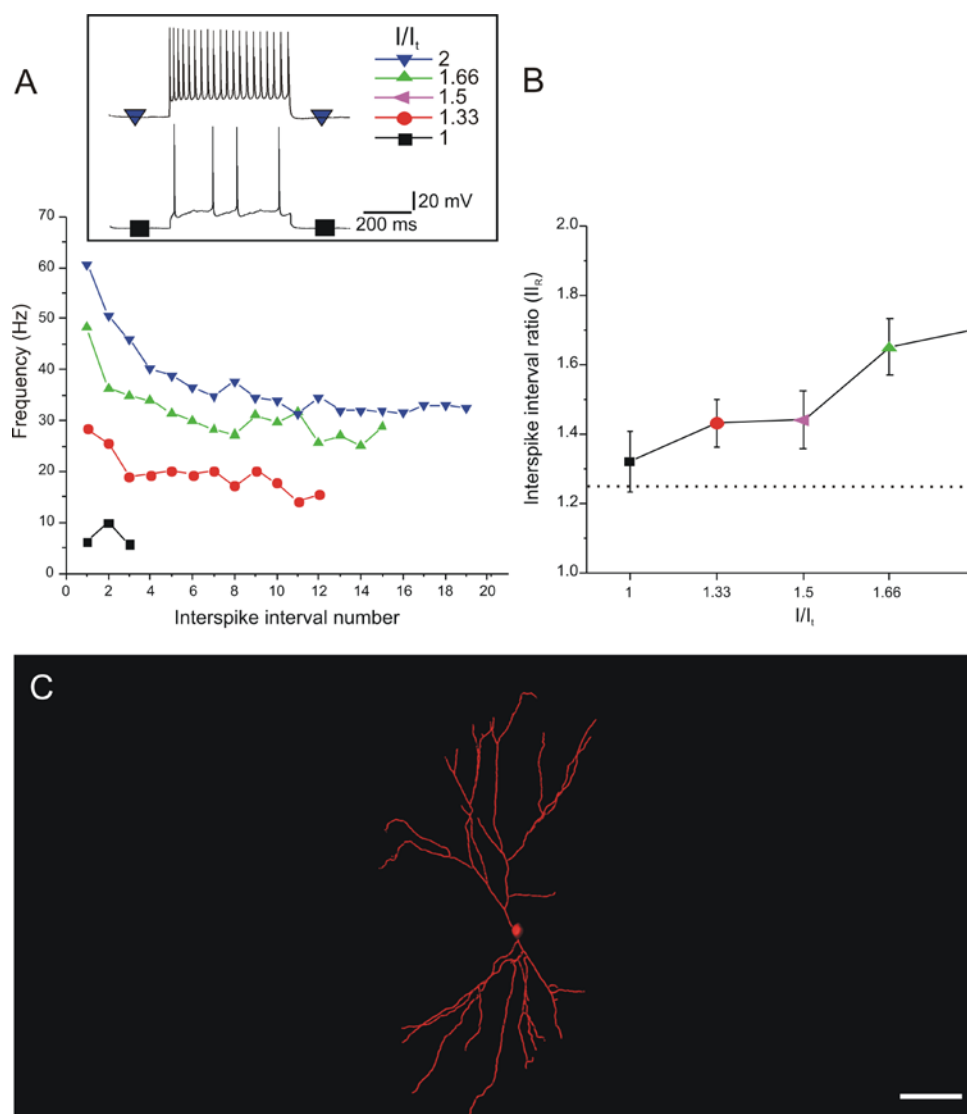 A
I/It
2
1.66
1.5
1.33
1
20 mV
200 ms
70
60
50
40
30
20
10
0
Frequency (Hz)
0 2 4 6 8 10 12 14 16 18 20
Interspike interval number
B
2.0
1.8
1.6
1.4
1.2
1.0
Interspike interval ratio (IIR)
1 1.33 1.5 1.66
I/It
C